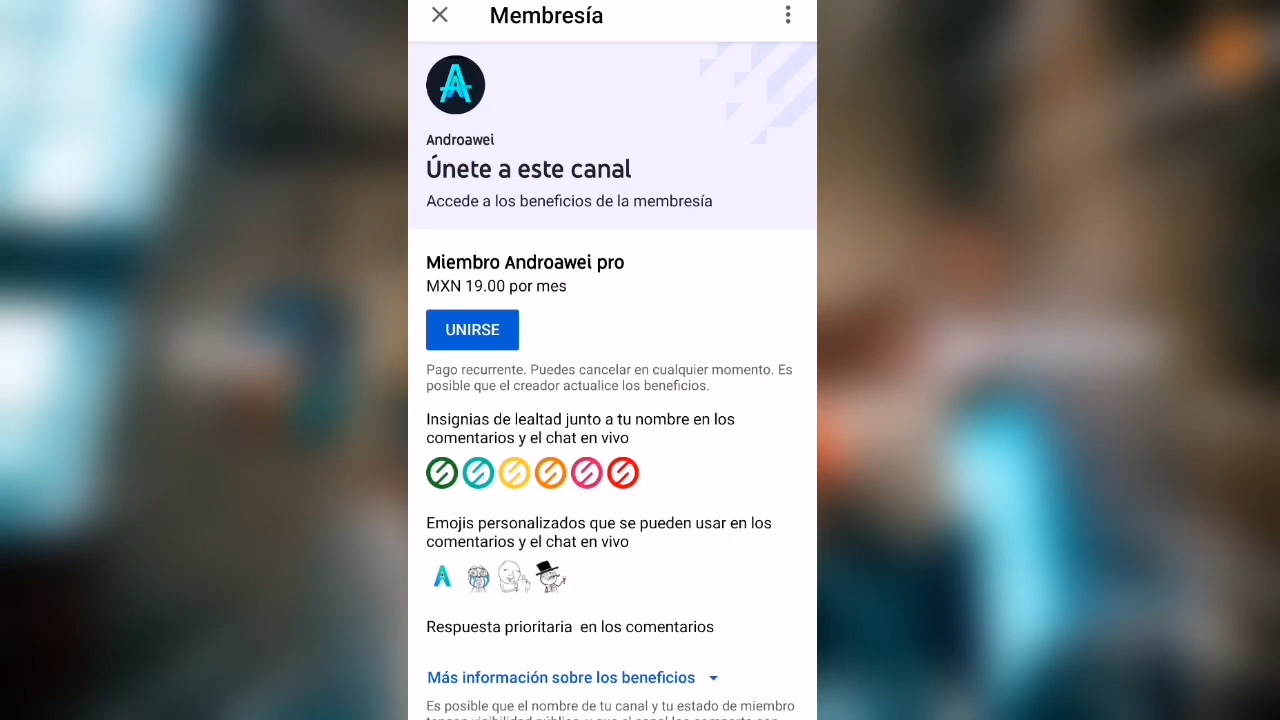 Membresía
Androawei
Únete a este canal
Accede a los beneficios de la membresía
Miembro Androawei pro
MXN 19.00 por mes
UNIRSE
Pago recurrente. Puedes cancelar en cualquier momento. Es
posible que el creador actualice los beneficios.
Insignias de lealtad junto a tu nombre en los
comentarios y el chat en vivo
Emojis personalizados que se pueden usar en los
comentarios y el chat en vivo
Respuesta prioritaria en los comentarios
Más información sobre los beneficios
Es posible que el nombre de tu canal y tu estado de miembro